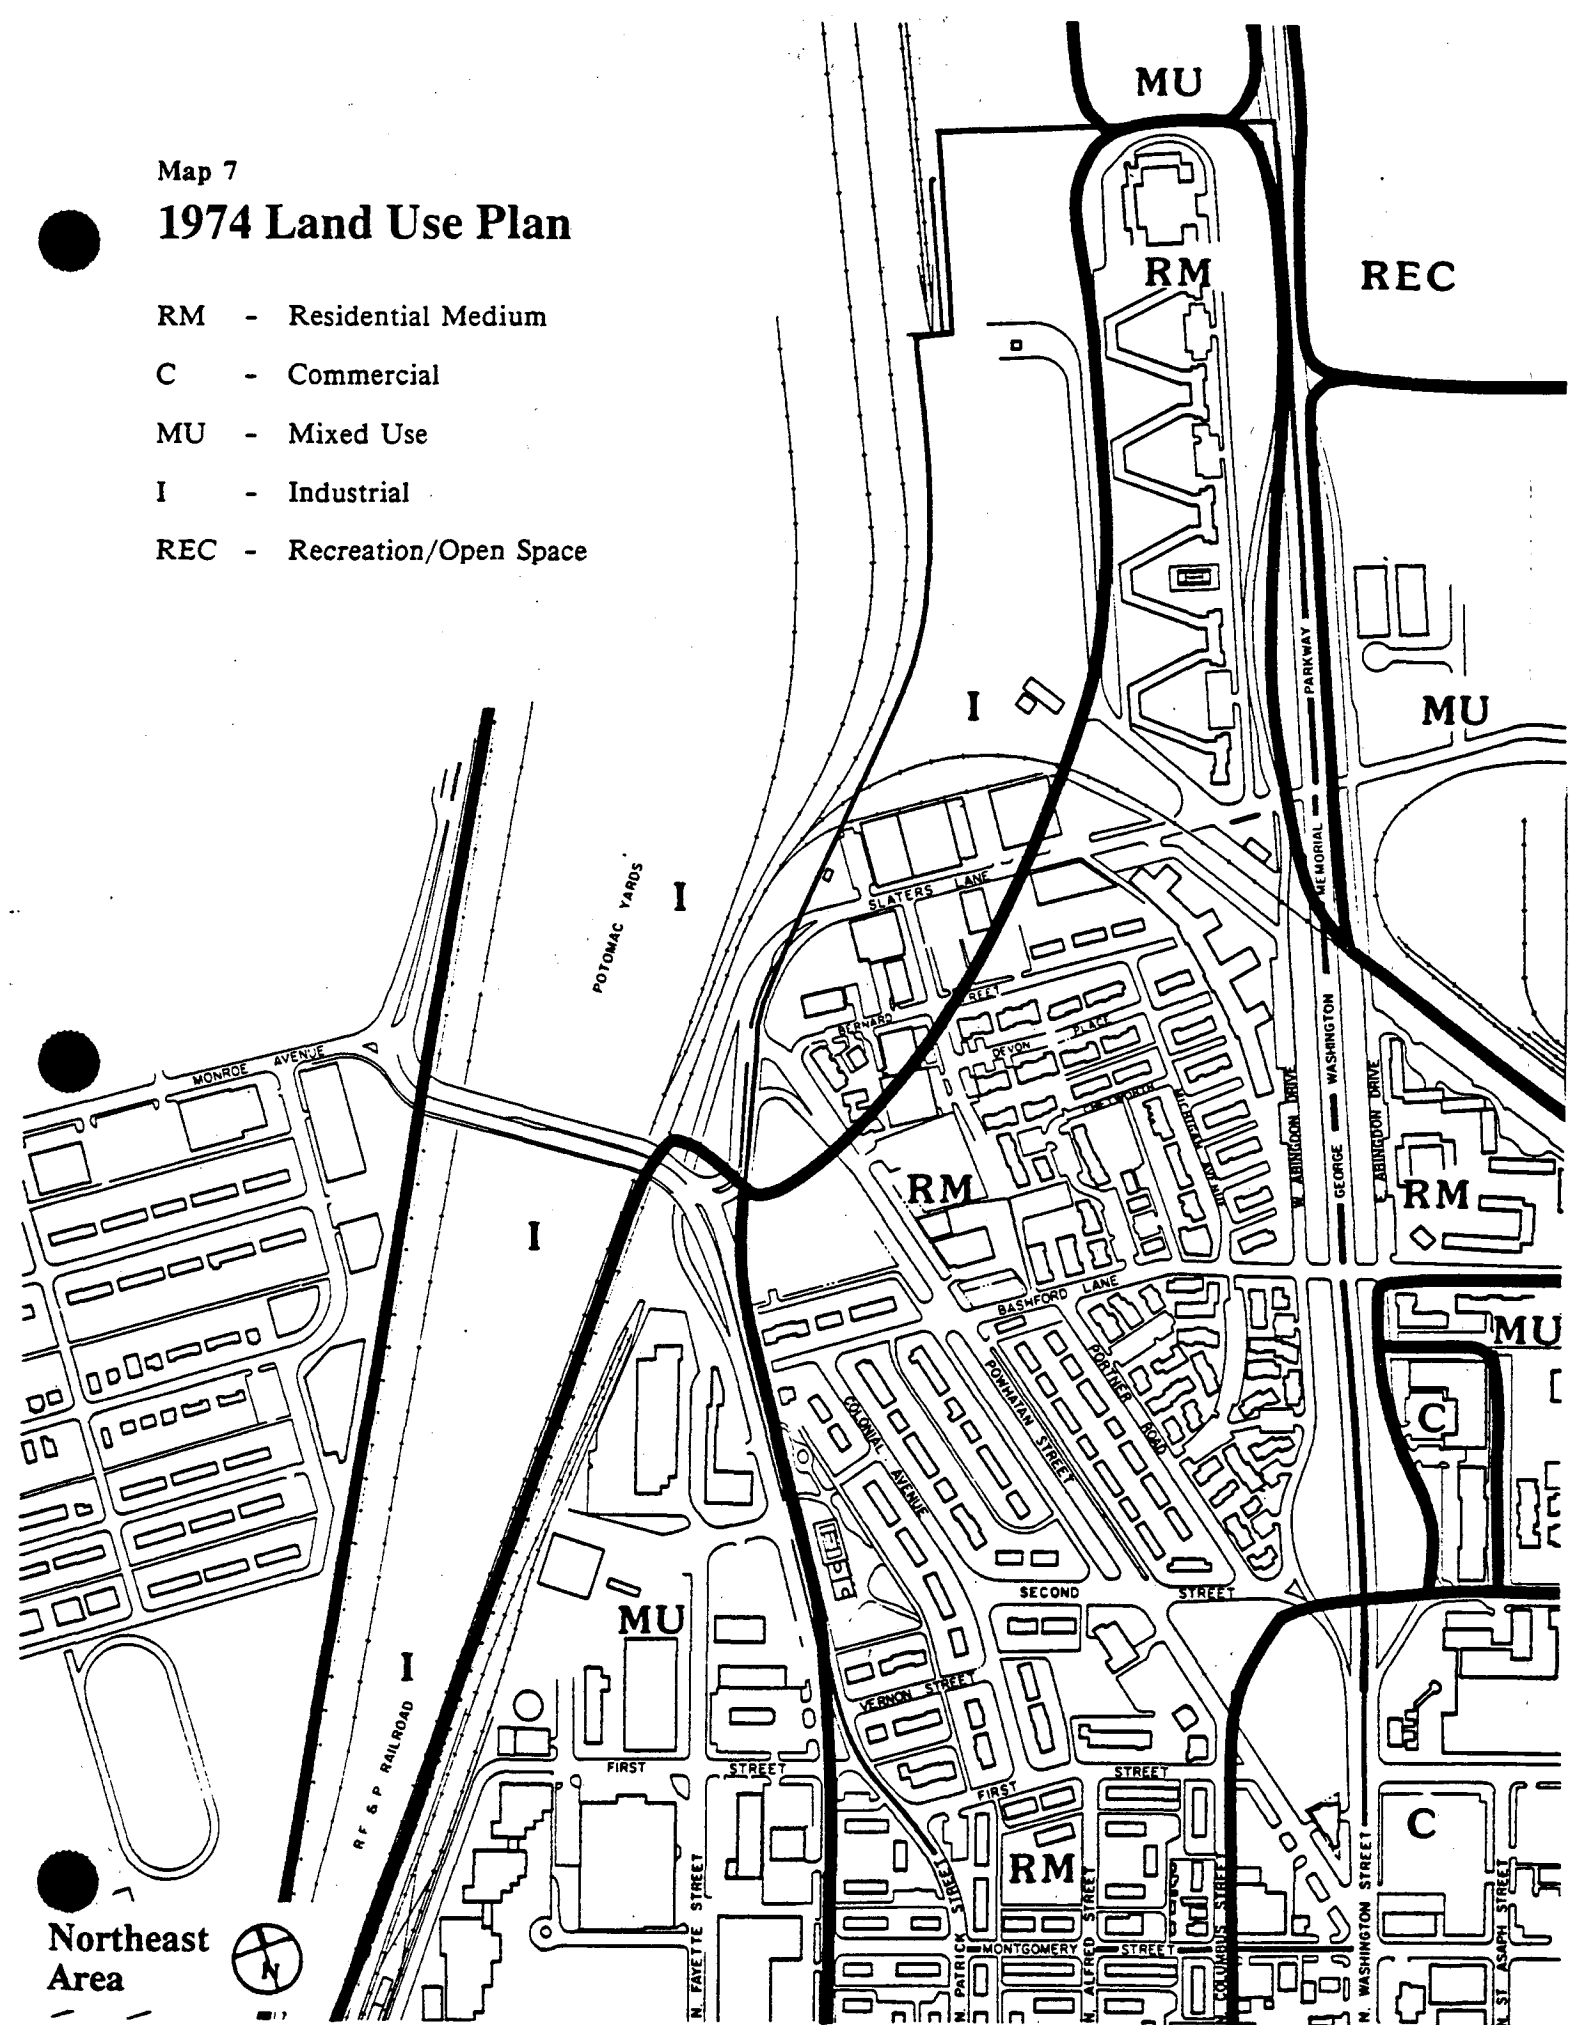 Map 7
1974 Land Use Plan
RM - Residential Medium
C - Commercial
MU - Mixed Use
I - Industrial
REC - Recreation/Open Space
MU
RM
REC
PARKWAY
I
MU
MEMORIAL
I
POTOMAC YARDS
SLATERS LANE
BERNARD
STREET
DEVON PLACE
MONROE AVENUE
CHETWORTH
MICHIGAN AVENUE
W. ABINGDON DRIVE
GEORGE WASHINGTON
E. ABINGDON DRIVE
RM
RM
I
BASHFORD LANE
MU
PORTNER ROAD
POWHATAN STREET
COLONIAL AVENUE
C
SECOND STREET
MU
I
VERNON STREET
R F & P RAILROAD
FIRST STREET
FIRST STREET
C
RM
N. FAYETTE STREET
N. PATRICK STREET
N. ALFRED STREET
N. COLUMBUS STREET
N. WASHINGTON STREET
N. ST ASAPH STREET
MONTGOMERY STREET
Northeast
Area
N